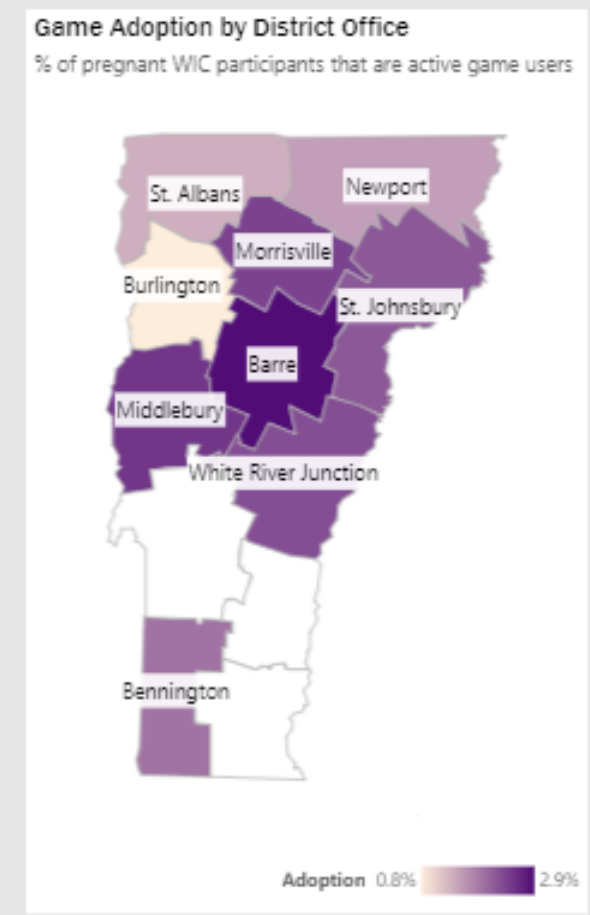 Game Adoption by District Office
% of pregnant WIC participants that are active game users
St. Albans
Newport
Morrisville
Burlington
St. Johnsbury
Barre
Middlebury
White River Junction
Bennington
Adoption 0.8% 2.9%